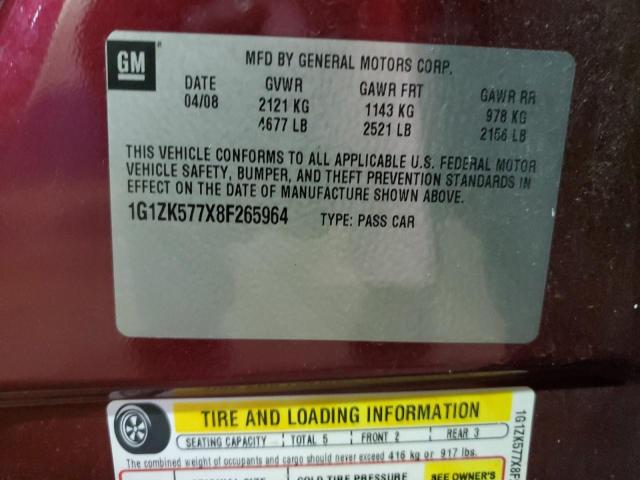 GM
MFD BY GENERAL MOTORS CORP.
DATE GVWR GAWR FRT GAWR RR
04/08 2121 KG 1143 KG 978 KG
4677 LB 2521 LB 2156 LB
THIS VEHICLE CONFORMS TO ALL APPLICABLE U.S. FEDERAL MOTOR
VEHICLE SAFETY, BUMPER, AND THEFT PREVENTION STANDARDS IN
EFFECT ON THE DATE OF MANUFACTURE SHOWN ABOVE.
1G1ZK577X8F265964 TYPE: PASS CAR
TIRE AND LOADING INFORMATION
SEATING CAPACITY TOTAL 5 FRONT 2 REAR 3
The combined weight of occupants and cargo should never exceed 416 kg or 917 lbs.
COLD TIRE PRESSURE SEE OWNER'S
1G1ZK577X8F